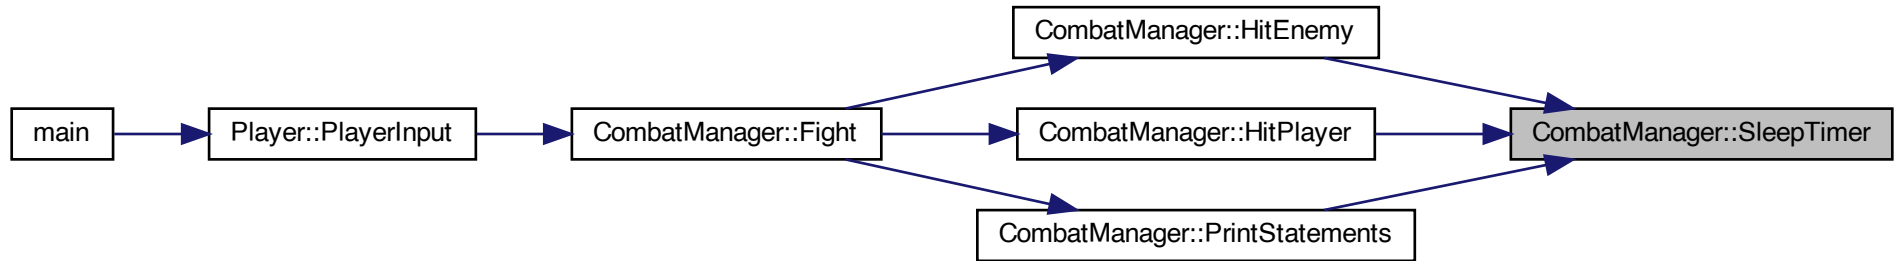 main
Player::PlayerInput
CombatManager::Fight
CombatManager::HitEnemy
CombatManager::HitPlayer
CombatManager::PrintStatements
CombatManager::SleepTimer